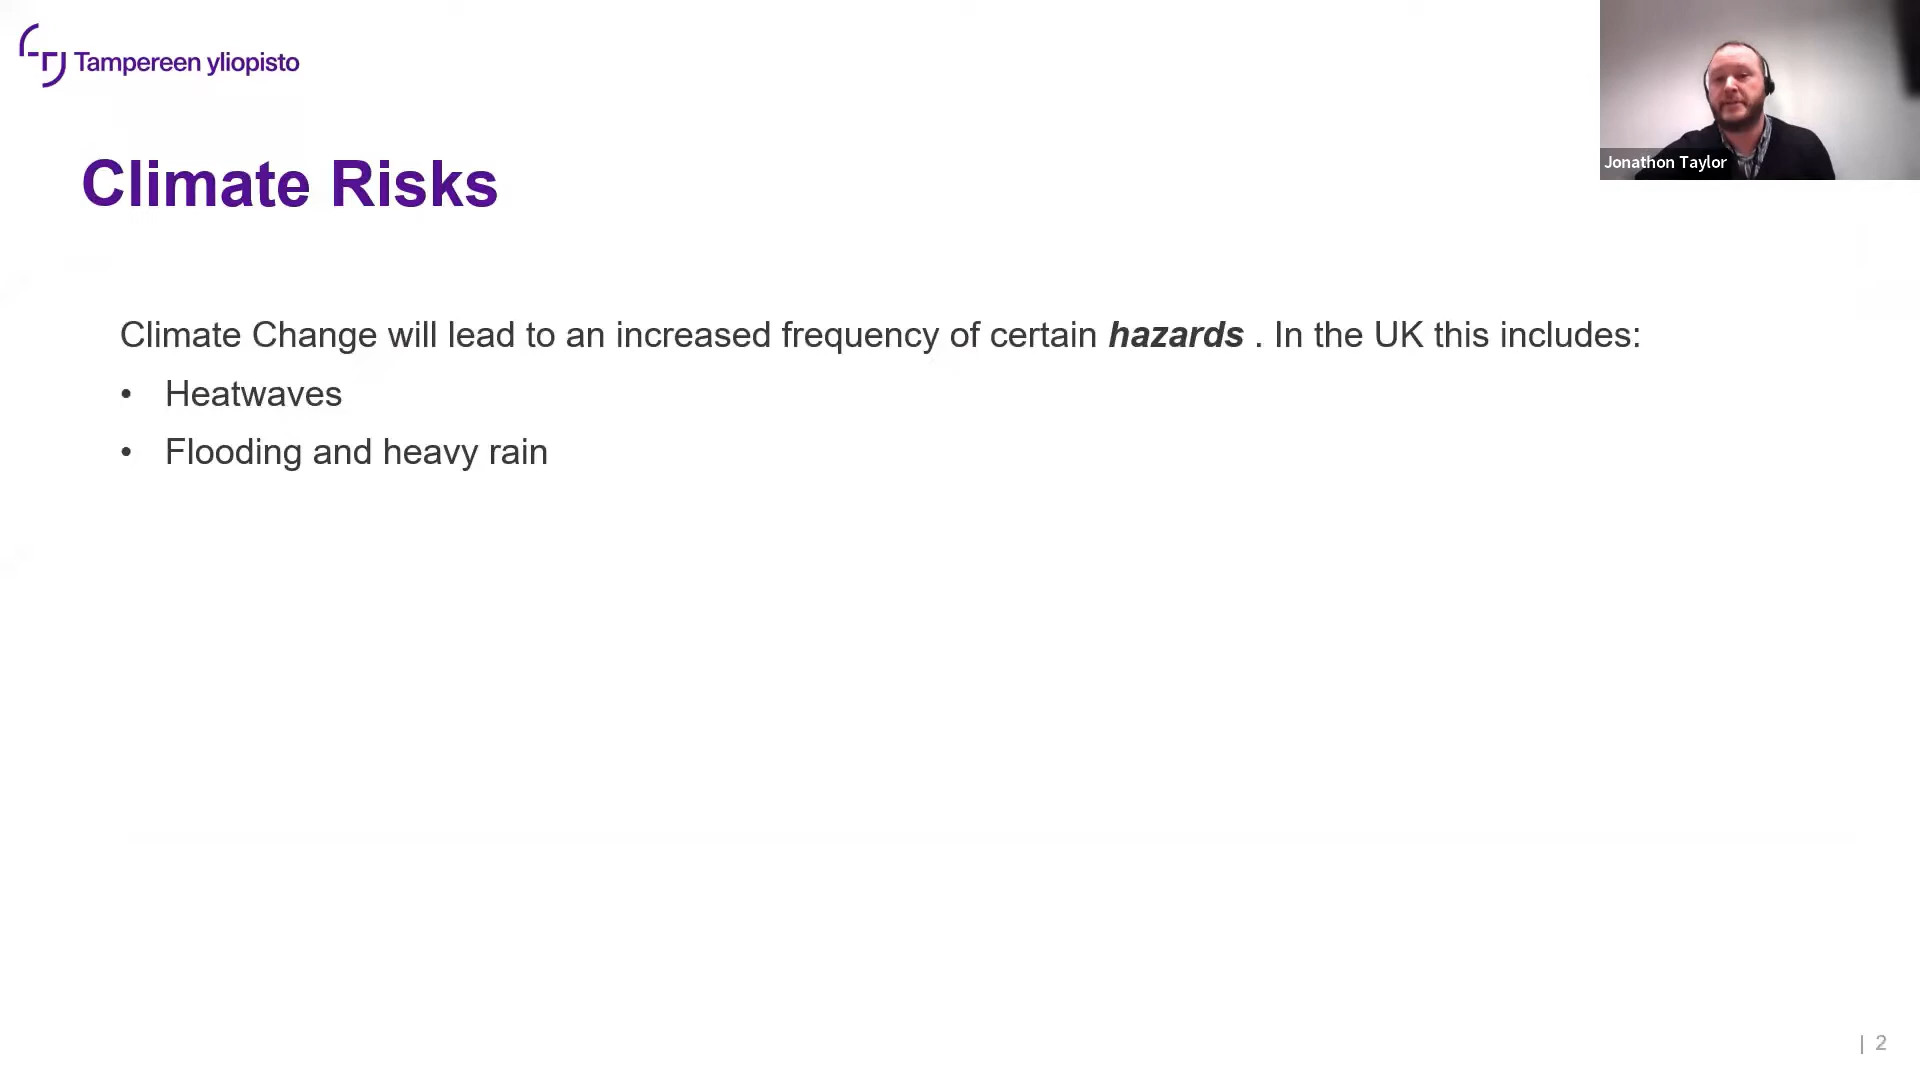 Tampereen yliopisto
Jonathon Taylor
Climate Risks
Climate Change will lead to an increased frequency of certain hazards . In the UK this includes:
• Heatwaves
• Flooding and heavy rain
| 2